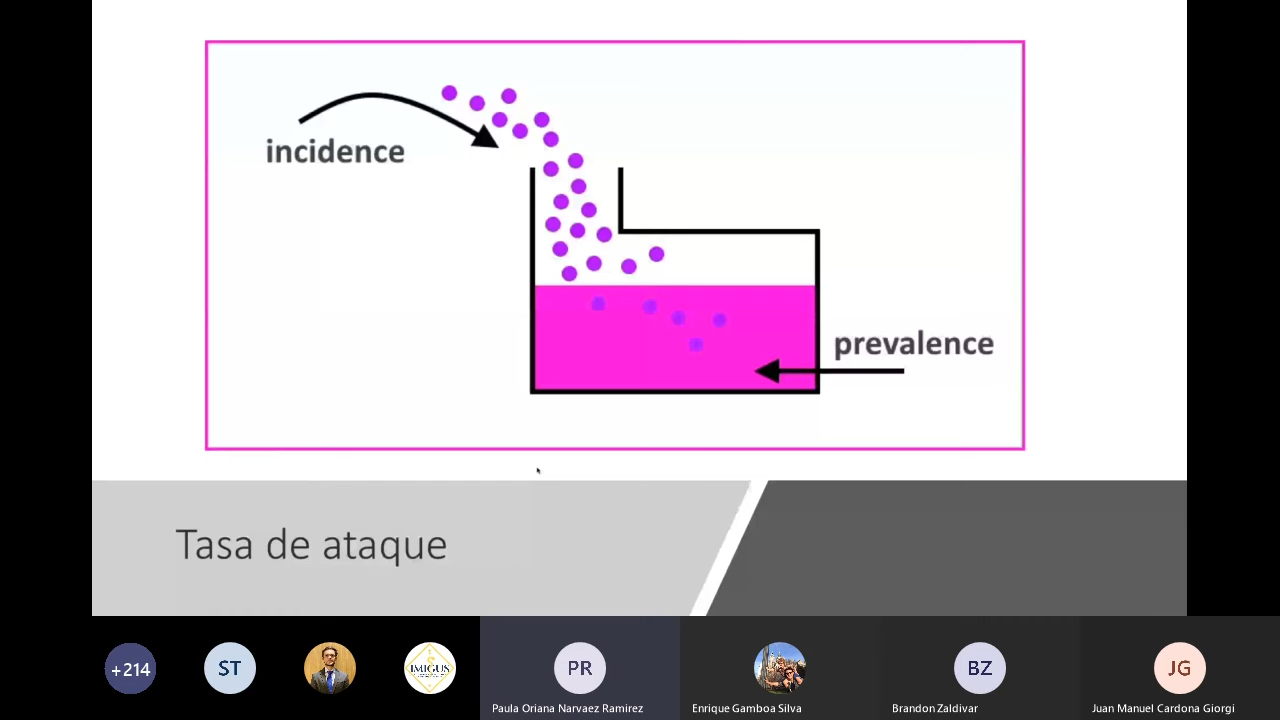 incidence
prevalence
Tasa de ataque
+214
ST
IMIGUS
PR
BZ
JG
Paula Oriana Narvaez Ramirez
Enrique Gamboa Silva
Brandon Zaldivar
Juan Manuel Cardona Giorgi